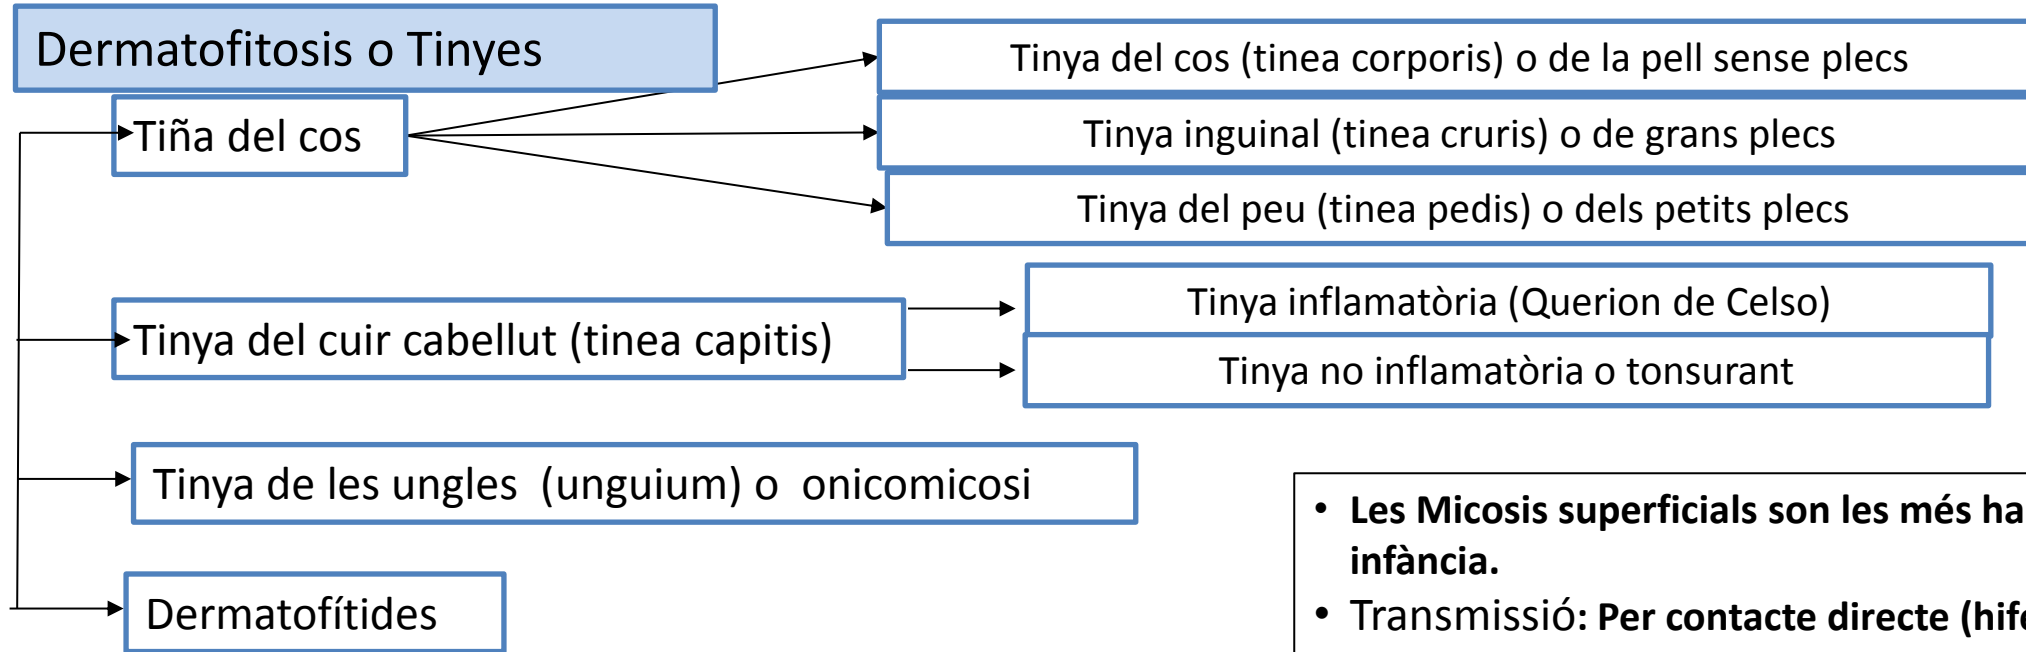 Dermatofitosis o Tinyes
Tiña del cos
Tinya del cos (tinea corporis) o de la pell sense plecs
Tinya inguinal (tinea cruris) o de grans plecs
Tinya del peu (tinea pedis) o dels petits plecs
Tinya del cuir cabellut (tinea capitis)
Tinya inflamatòria (Querion de Celso)
Tinya no inflamatòria o tonsurant
Tinya de les ungles (unguium) o onicomicosi
Dermatofítides
• Les Micosis superficials son les més
infància.
• Transmissió: Per contacte directe